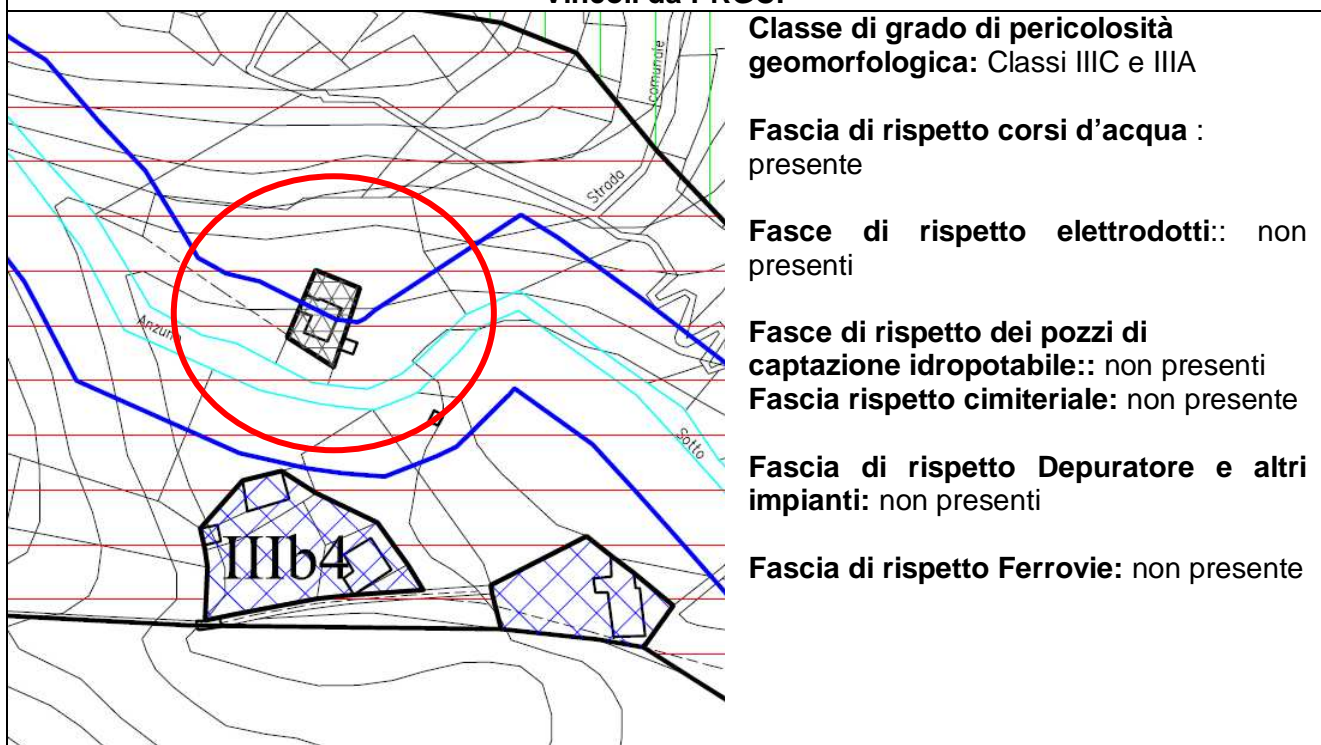 Classe di grado di pericolosità
geomorfologica: Classi IIIC e IIIA
Fascia di rispetto corsi d'acqua :
presente
Fasce di rispetto elettrodotti:: non
presenti
Fasce di rispetto dei pozzi di
captazione idropotabile:: non presenti
Fascia rispetto cimiteriale: non presente
Fascia di rispetto Depuratore e altri
impianti: non presenti
Fascia di rispetto Ferrovie: non presente
comunale
Strada
Sotto
IIIb4